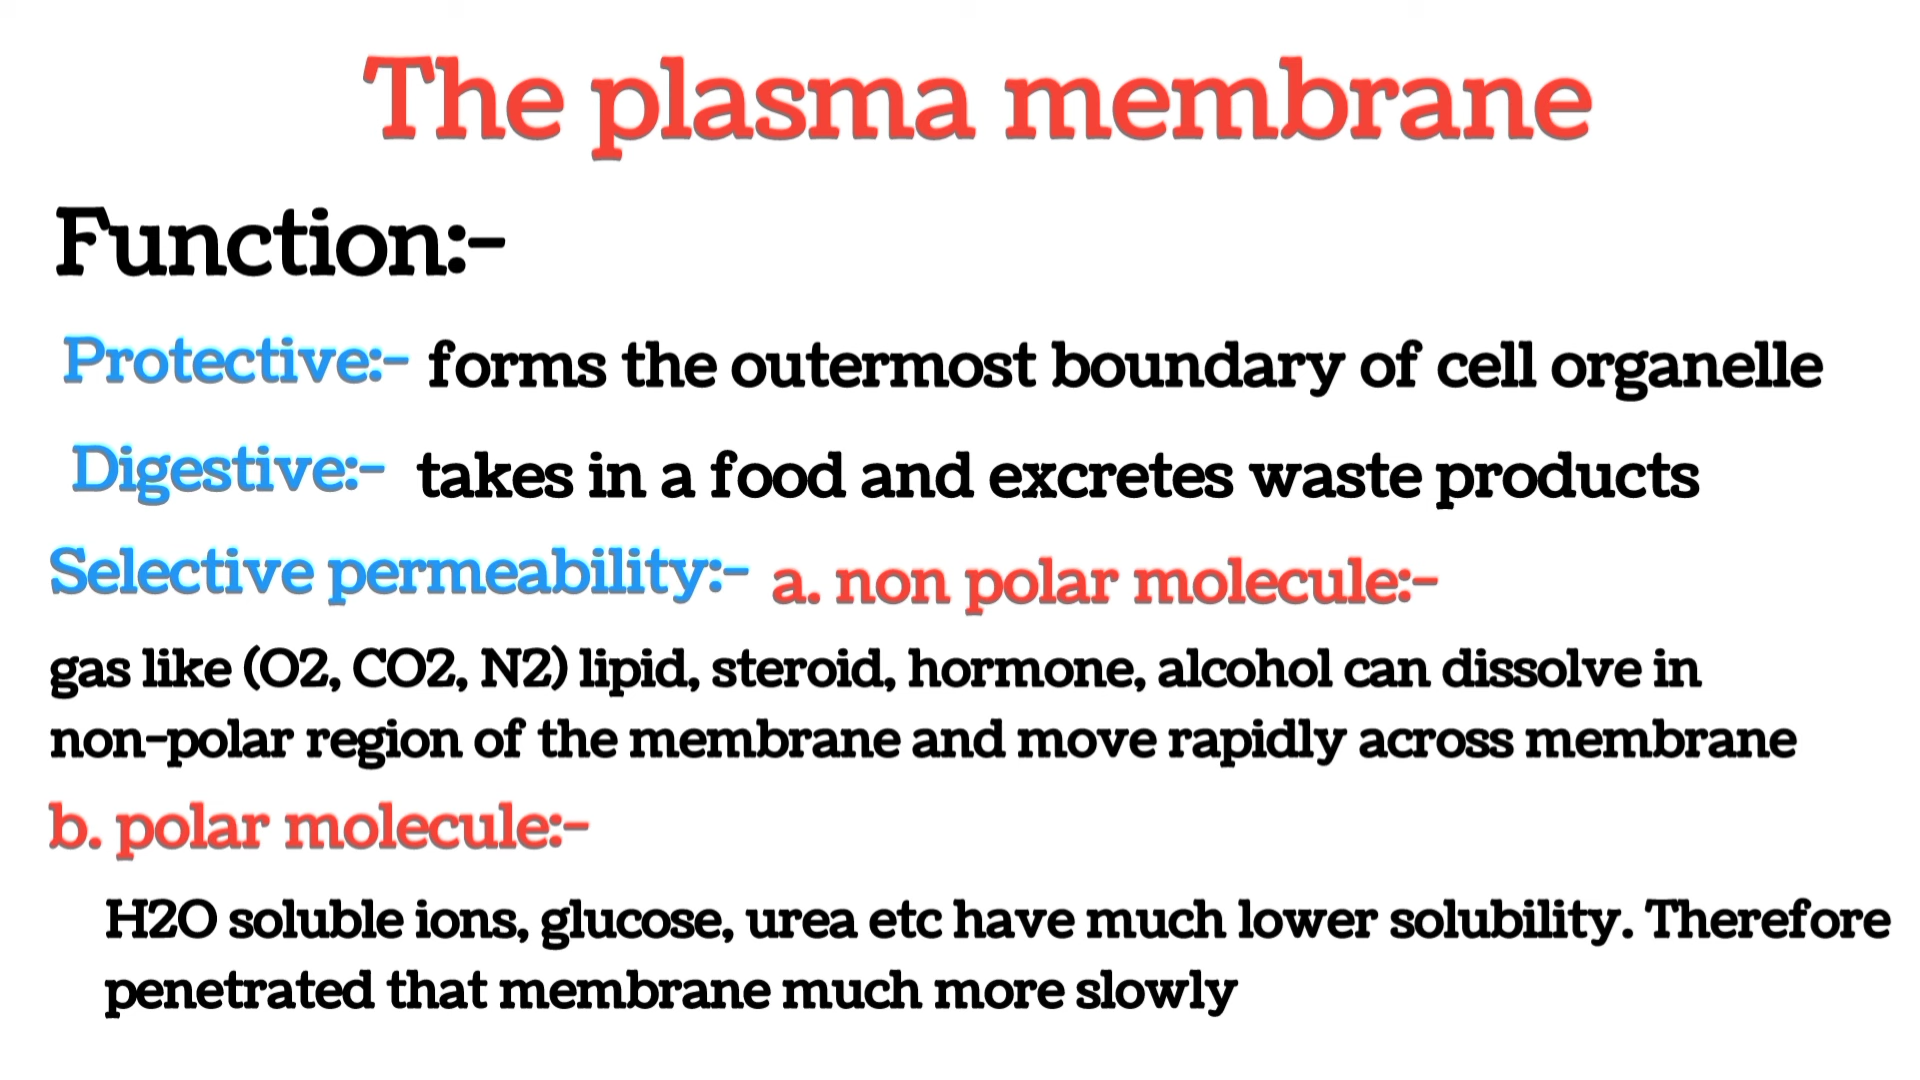 The plasma membrane
Function:-
Protective:- forms the outermost boundary of cell organelle
Digestive:- takes in a food and excretes waste products
Selective permeability:- a. non polar molecule:-
gas like (O2, CO2, N2) lipid, steroid, hormone, alcohol can dissolve in
non-polar region of the membrane and move rapidly across membrane
b. polar molecule:-
H2O soluble ions, glucose, urea etc have much lower solubility. Therefore
penetrated that membrane much more slowly